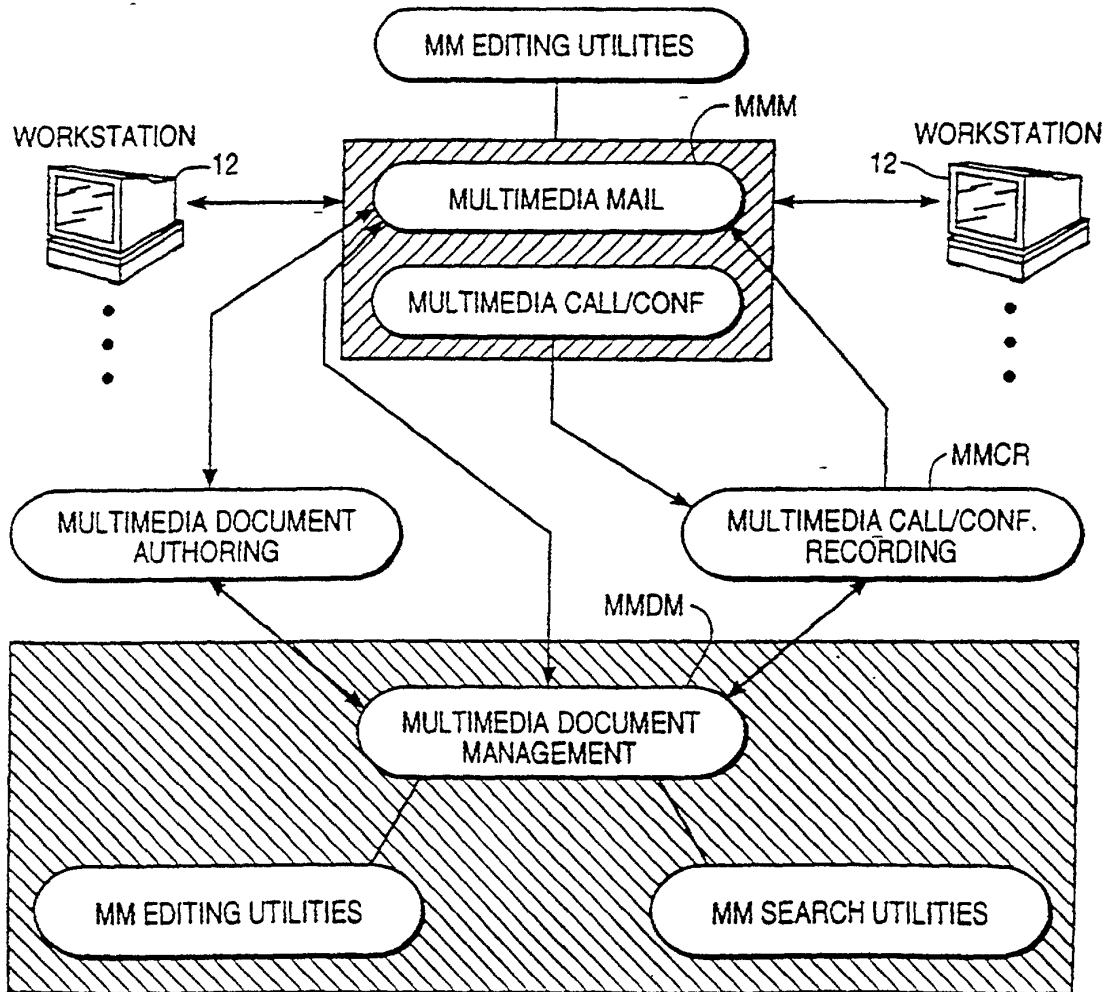 MM EDITING UTILITIES
MMM
WORKSTATION
WORKSTATION
12
12
MULTIMEDIA MAIL
MULTIMEDIA CALL/CONF
MMCR
MULTIMEDIA DOCUMENT
AUTHORING
MULTIMEDIA CALL/CONF.
RECORDING
MMDM
MULTIMEDIA DOCUMENT
MANAGEMENT
MM EDITING UTILITIES
MM SEARCH UTILITIES